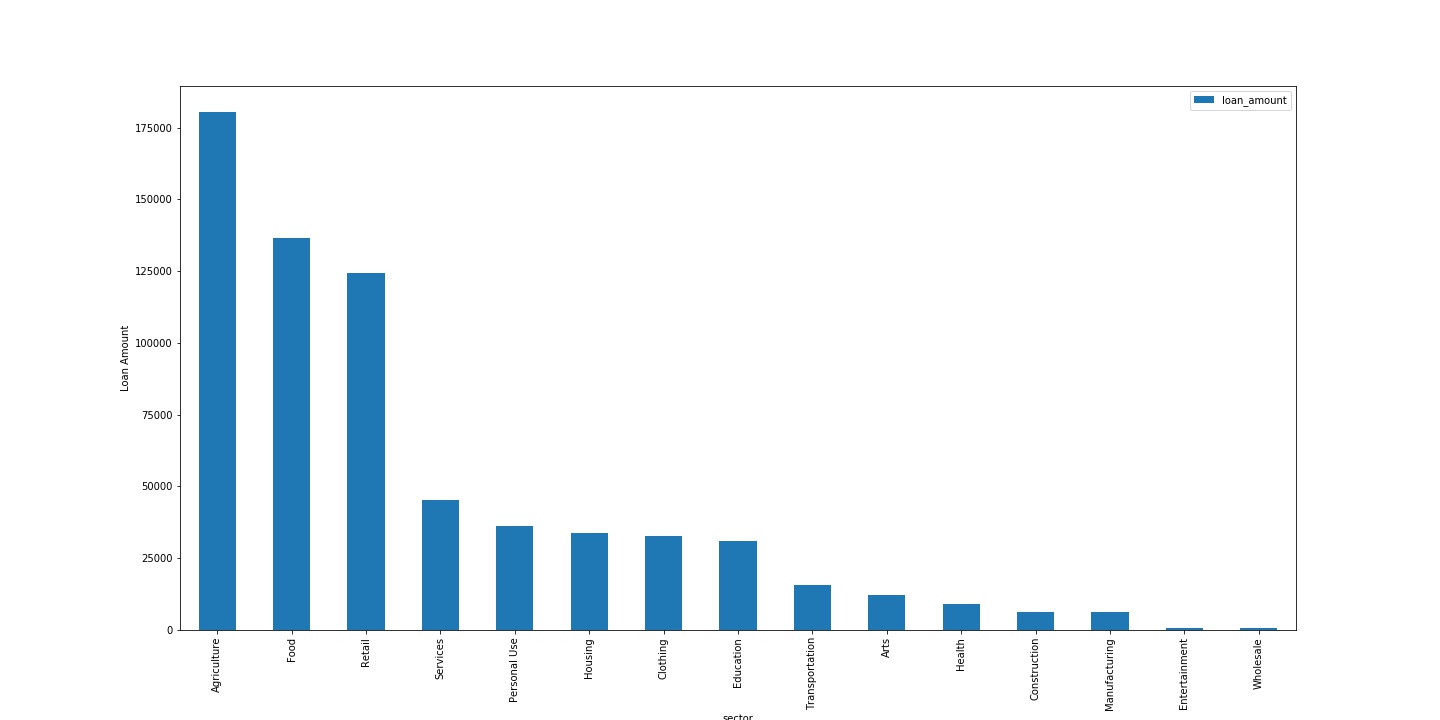 loan_amount
175000
150000
125000
100000
75000
50000
25000
0
Loan Amount
Agriculture
Food
Retail
Services
Personal Use
Housing
Clothing
Education
Transportation
Arts
Health
Construction
Manufacturing
Entertainment
Wholesale
sector